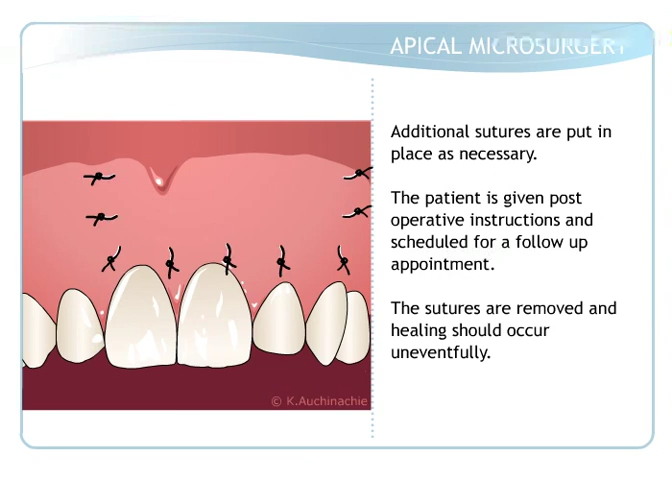 APICAL MICROSURGERY
Additional sutures are put in
place as necessary.
The patient is given post
operative instructions and
scheduled for a follow up
appointment.
The sutures are removed and
healing should occur
uneventfully.
© K.Auchinachie